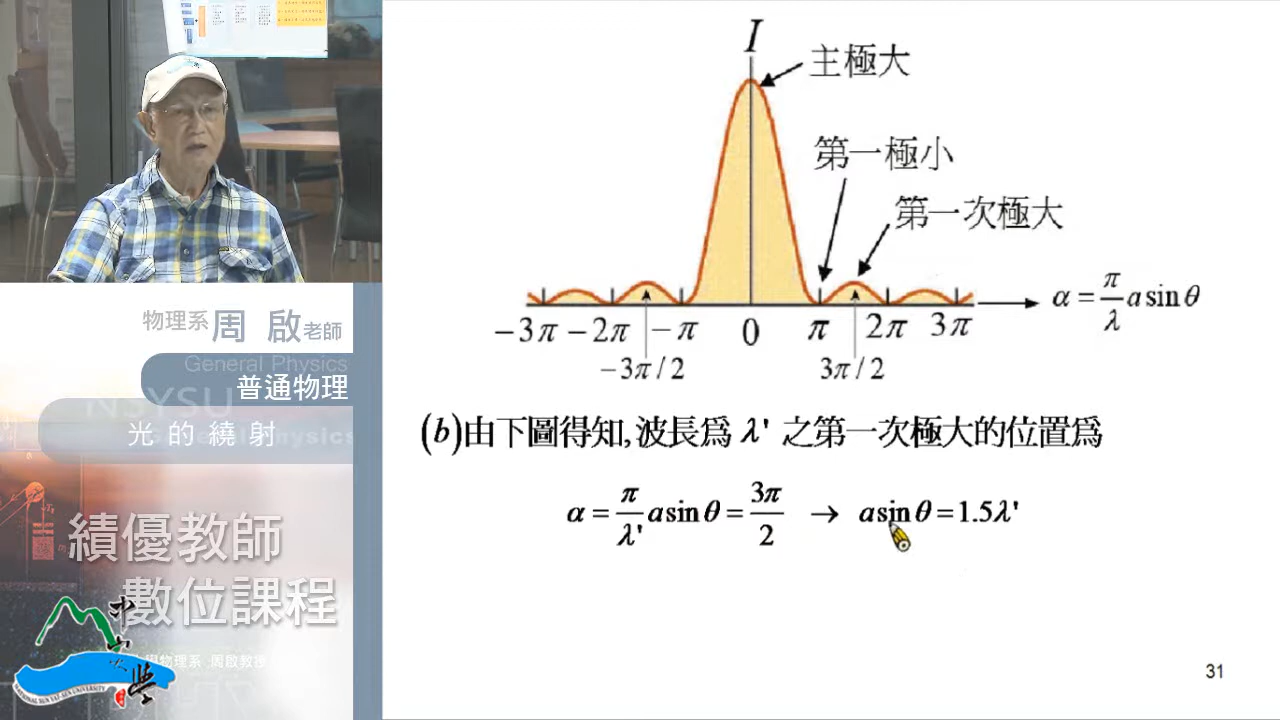 I
主極大
第一極小
第一次極大
α = π/λ a sin θ
−3π −2π −π 0 π 2π 3π
−3π / 2 3π / 2
(b)由下圖得知,波長爲 λ' 之第一次極大的位置爲
α = π/λ' a sin θ = 3π/2 → a sin θ = 1.5λ'
31
物理系 周 啟 老師
General Physics
普通物理
NSYSU
光 的 繞 射
績優教師
數位課程